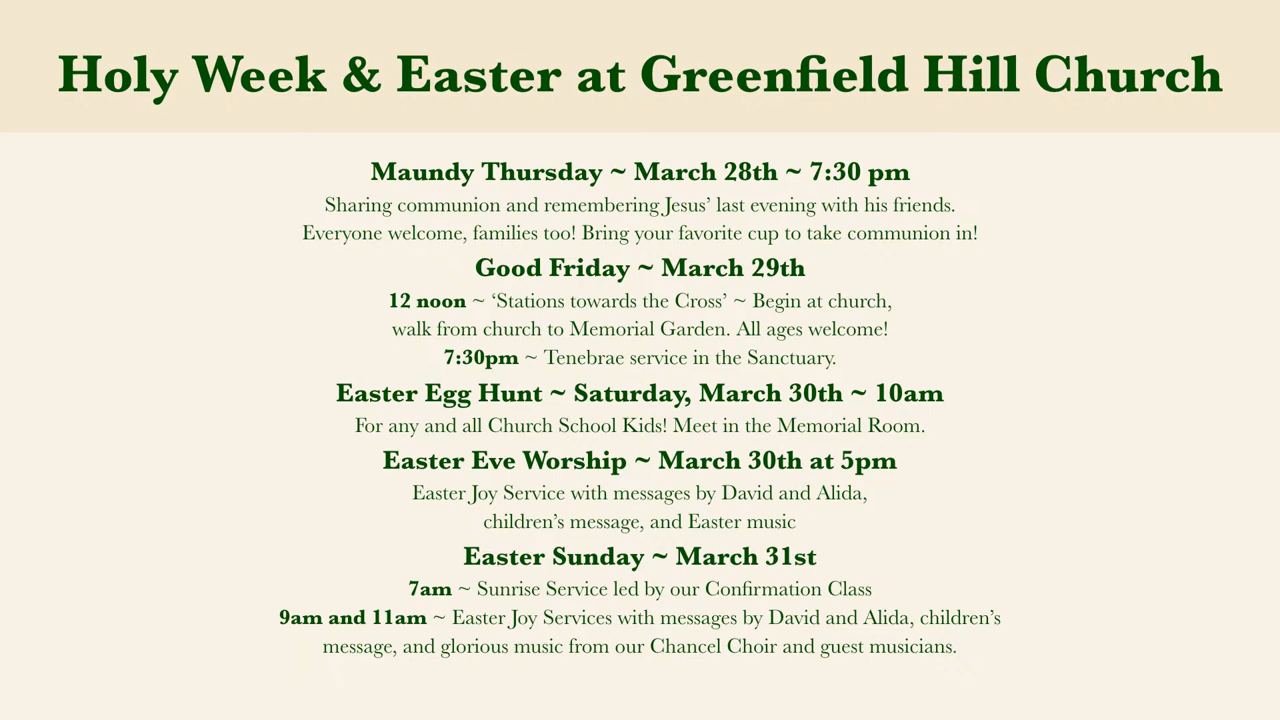 Holy Week & Easter at Greenfield Hill Church
Maundy Thursday ~ March 28th ~ 7:30 pm
Sharing communion and remembering Jesus’ last evening with his friends.
Everyone welcome, families too! Bring your favorite cup to take communion in!
Good Friday ~ March 29th
12 noon ~ ‘Stations towards the Cross’ ~ Begin at church,
walk from church to Memorial Garden. All ages welcome!
7:30pm ~ Tenebrae service in the Sanctuary.
Easter Egg Hunt ~ Saturday, March 30th ~ 10am
For any and all Church School Kids! Meet in the Memorial Room.
Easter Eve Worship ~ March 30th at 5pm
Easter Joy Service with messages by David and Alida,
children’s message, and Easter music
Easter Sunday ~ March 31st
7am ~ Sunrise Service led by our Confirmation Class
9am and 11am ~ Easter Joy Services with messages by David and Alida, children’s
message, and glorious music from our Chancel Choir and guest musicians.